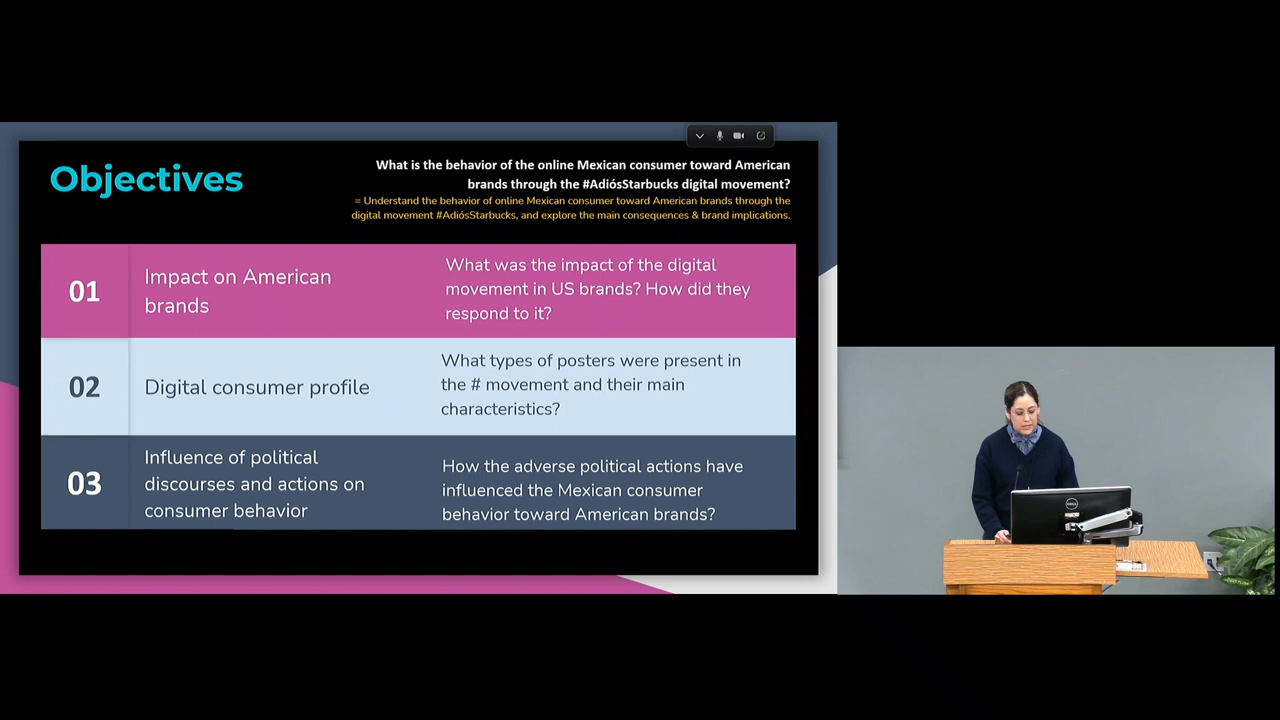 Objectives
What is the behavior of the online Mexican consumer toward American
brands through the #AdiósStarbucks digital movement?
= Understand the behavior of online Mexican consumer toward American brands through the
digital movement #AdiósStarbucks, and explore the main consequences & brand implications.
01
Impact on American
brands
What was the impact of the digital
movement in US brands? How did they
respond to it?
02
Digital consumer profile
What types of posters were present in
the # movement and their main
characteristics?
03
Influence of political
discourses and actions on
consumer behavior
How the adverse political actions have
influenced the Mexican consumer
behavior toward American brands?
DELL